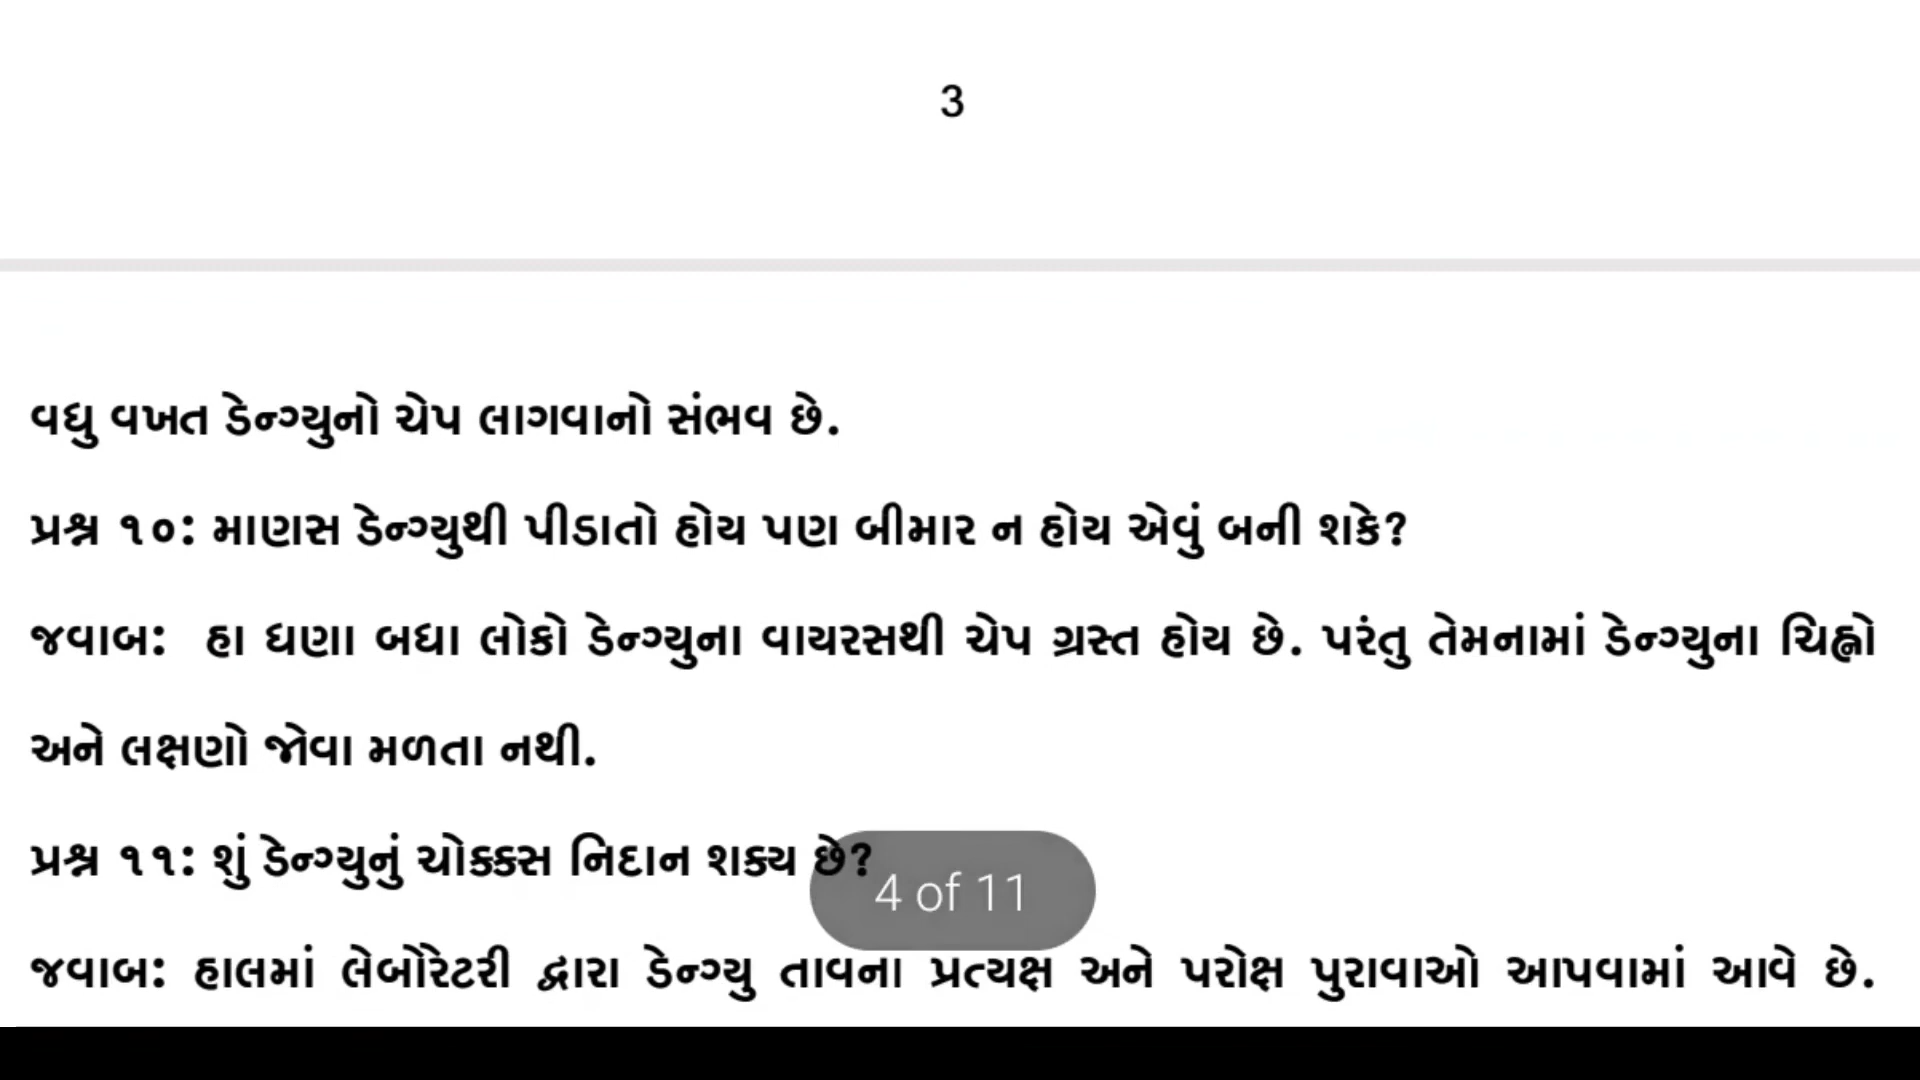 3
વધુ વખત ડેન્ગ્યુનો ચેપ લાગવાનો સંભવ છે.
પ્રશ્ન ૧૦: માણસ ડેન્ગ્યુથી પીડાતો હોય પણ બીમાર ન હોય એવું બની શકે?
જવાબ: હા ધણા બધા લોકો ડેન્ગ્યુના વાયરસથી ચેપ ગ્રસ્ત હોય છે. પરંતુ તેમનામાં ડેન્ગ્યુના ચિહ્નો
અને લક્ષણો જોવા મળતા નથી.
પ્રશ્ન ૧૧: શું ડેન્ગ્યુનું ચોક્ક્સ નિદાન શક્ય છે?
4 of 11
જવાબ: હાલમાં લેબોરેટરી દ્વારા ડેન્ગ્યુ તાવના પ્રત્યક્ષ અને પરોક્ષ પુરાવાઓ આપવામાં આવે છે.